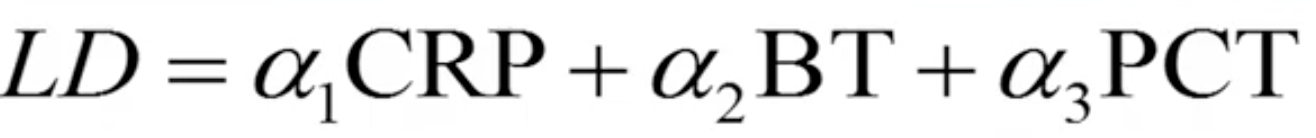 LD = α₁CRP + α₂BT + α₃PCT